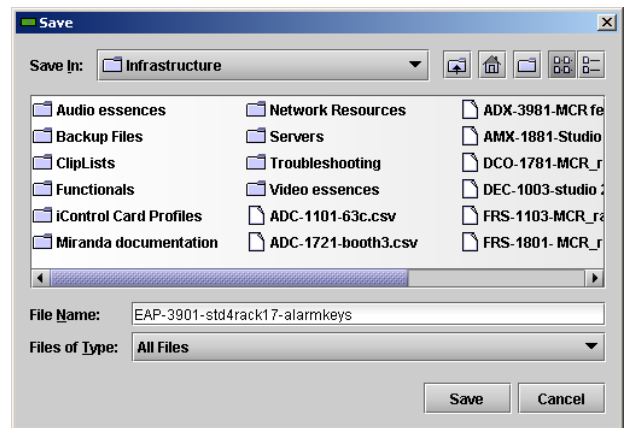 Save
Save In: Infrastructure
Audio essences
Backup Files
ClipLists
Functionals
iControl Card Profiles
Miranda documentation
Network Resources
Servers
Troubleshooting
Video essences
ADC-1101-63c.csv
ADC-1721-booth3.csv
ADX-3981-MCR fe
AMX-1881-Studio
DCO-1781-MCR_r
DEC-1003-studio 2
FRS-1103-MCR_ra
FRS-1801- MCR_r
File Name: EAP-3901-std4rack17-alarmkeys
Files of Type: All Files
Save Cancel